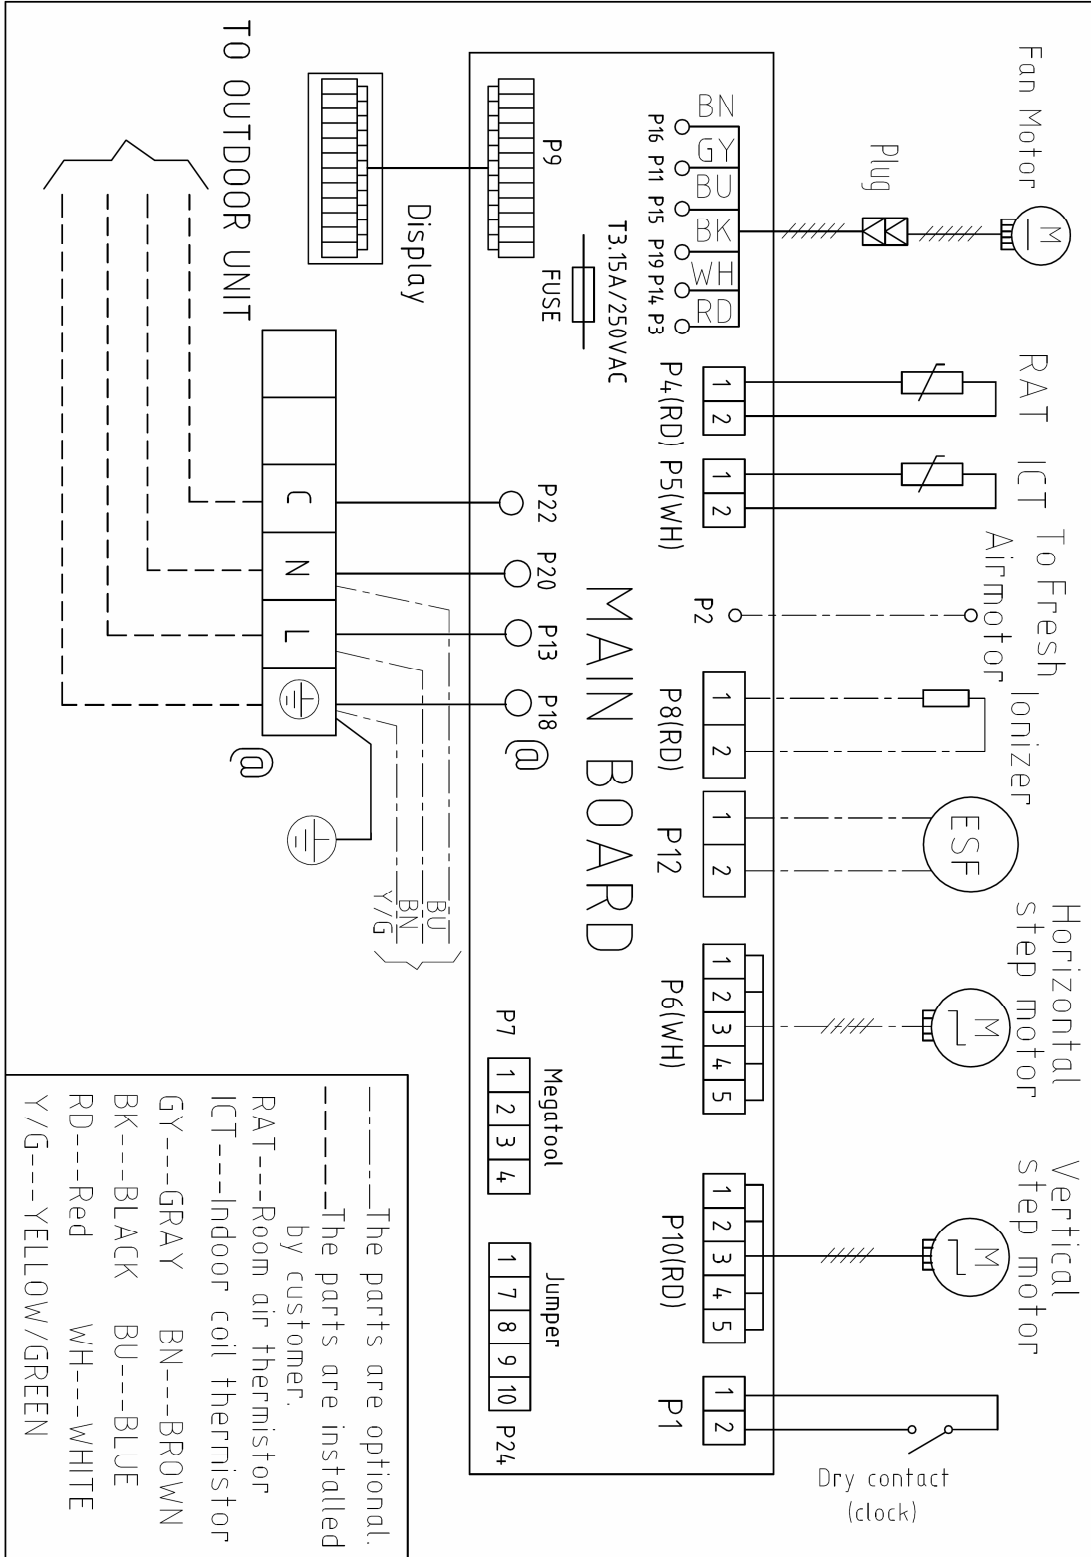 Fan Motor
M
Plug
RAT
ICT
To Fresh
Airmotor
Ionizer
ESF
Horizontal
step motor
M
Vertical
step motor
M
Dry contact
(clock)
BN
GY
BU
BK
WH
RD
P16
P11
P15
P19
P14
P3
1 2
P4(RD)
1 2
P5(WH)
P2
1 2
P8(RD)
1 2
P12
1 2 3 4 5
P6(WH)
1 2 3 4 5
P10(RD)
1 2
P1
T3.15A/250VAC
FUSE
P9
MAIN BOARD
P22
P20
P13
P18
@
Megatool
P7
1 2 3 4
Jumper
1 7 8 9 10
P24
Display
C
N
L
@
BU
BN
Y/G
TO OUTDOOR UNIT
The parts are optional.
The parts are installed
by customer.
RAT---Room air thermistor
ICT---Indoor coil thermistor
GY---GRAY BN---BROWN
BK---BLACK BU---BLUE
RD---Red WH---WHITE
Y/G---YELLOW/GREEN